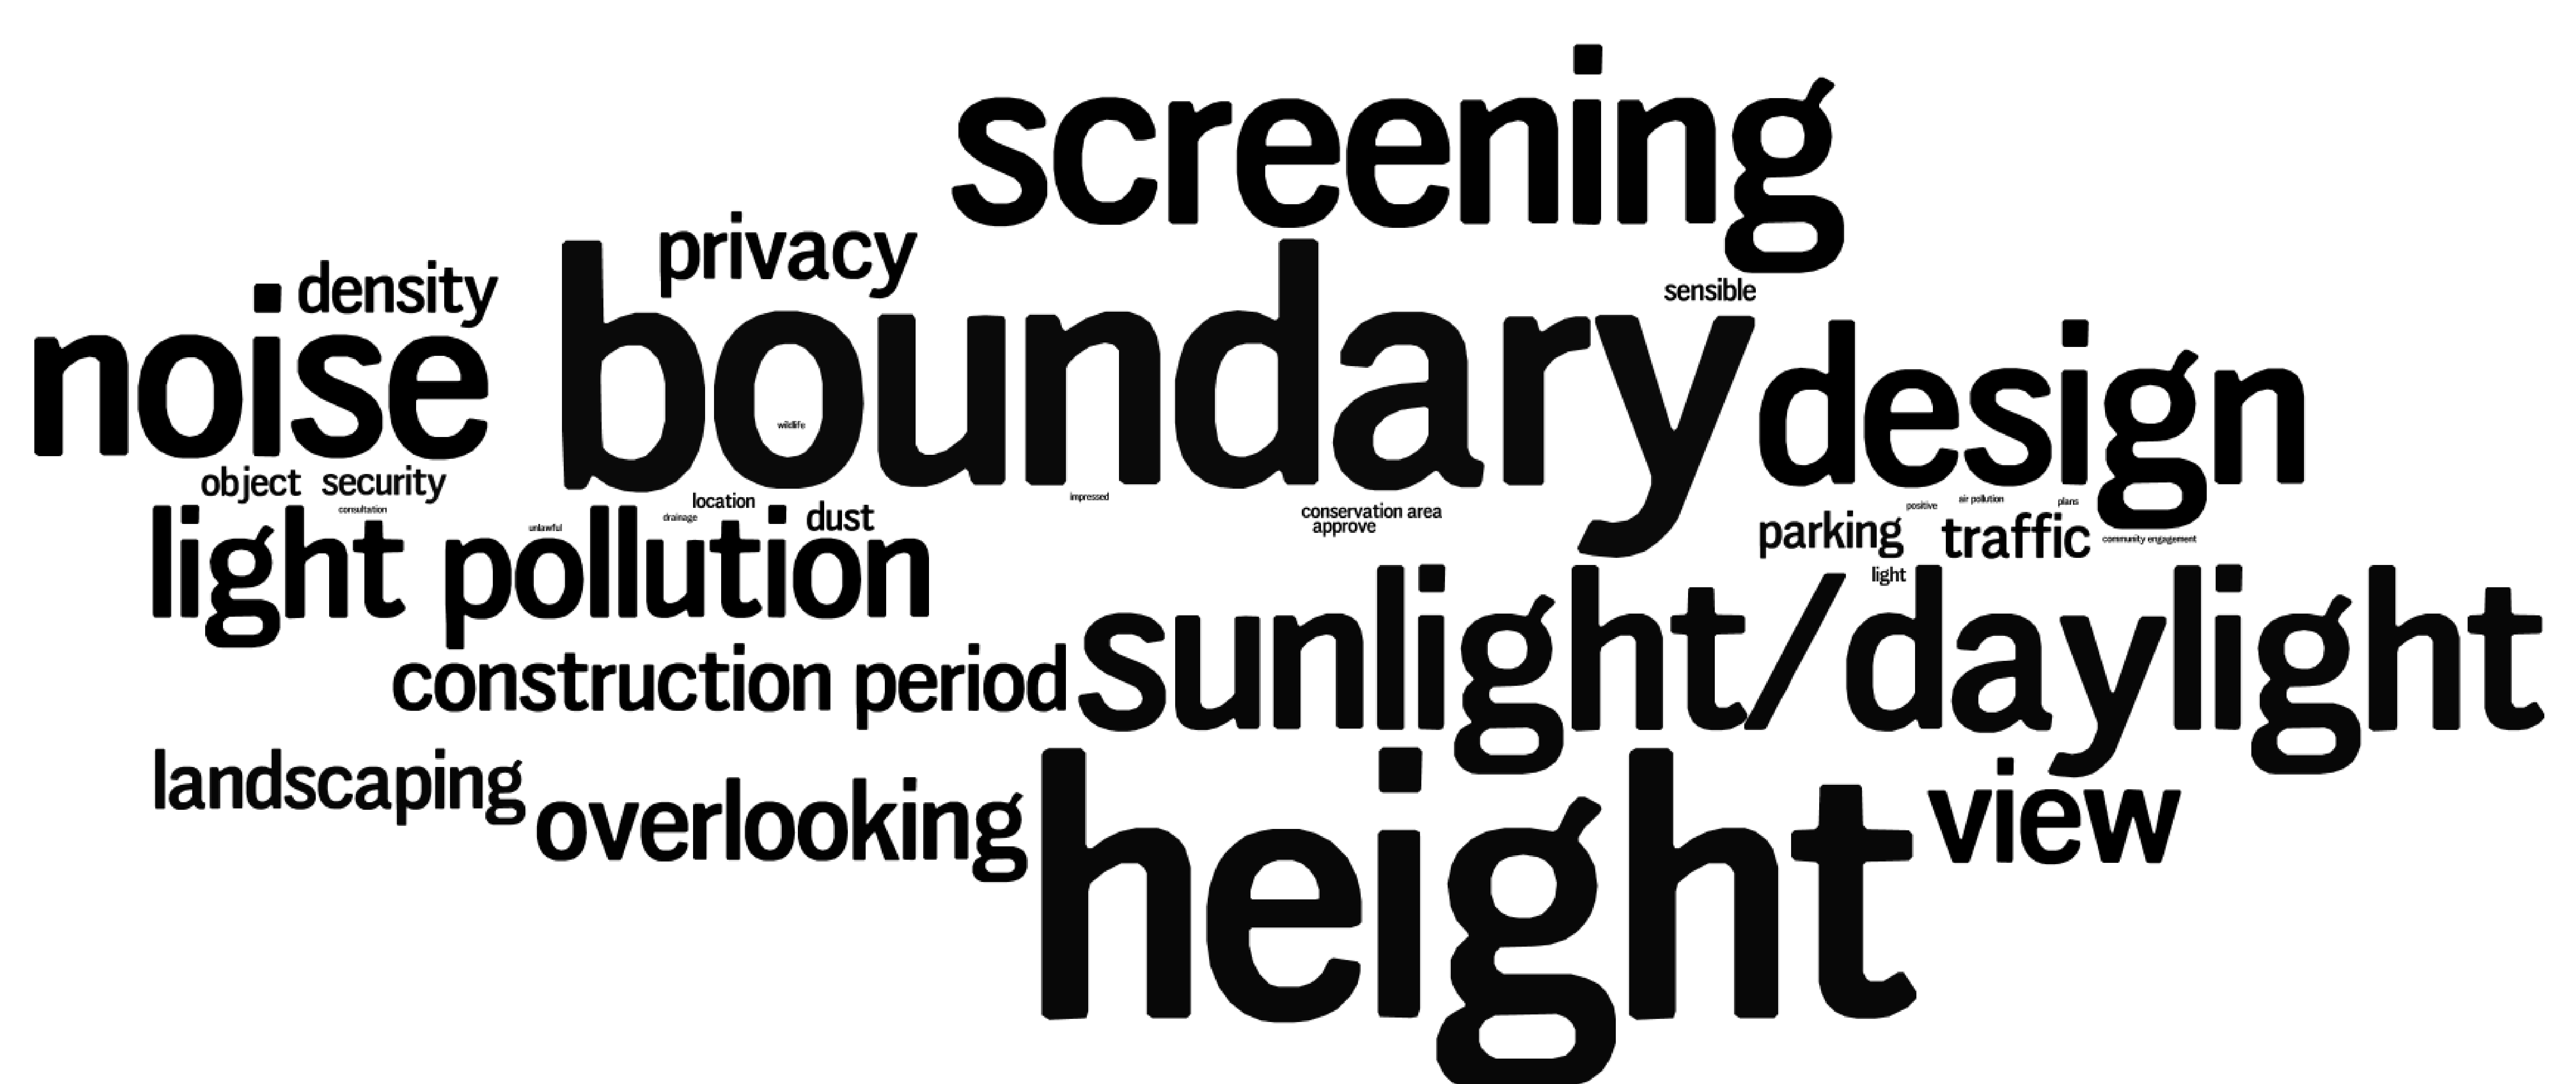 screening
privacy
density
sensible
noise
boundary
design
wildlife
object
security
location
impressed
conservation area
approve
consultation
unlawful
drainage
dust
positive
air pollution
plans
parking
traffic
community engagement
light pollution
light
sunlight/daylight
construction period
landscaping
overlooking
height
view